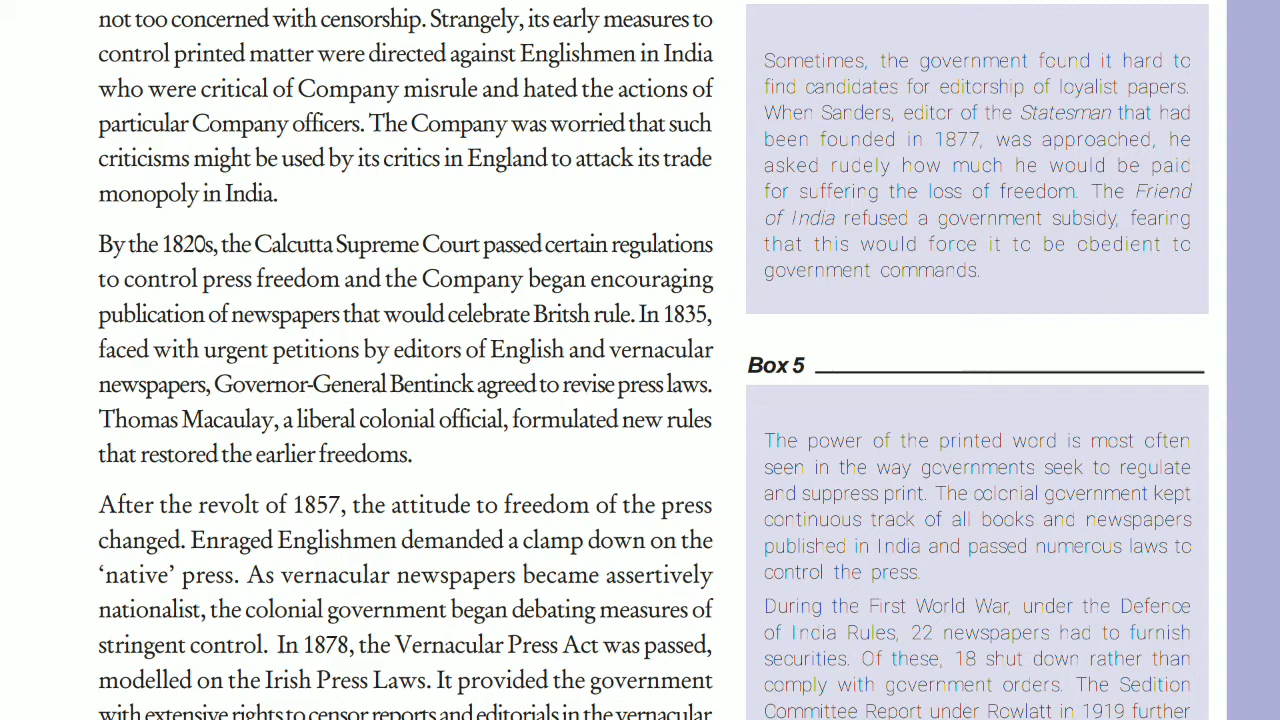 not too concerned with censorship. Strangely, its early measures to
control printed matter were directed against Englishmen in India
who were critical of Company misrule and hated the actions of
particular Company officers. The Company was worried that such
criticisms might be used by its critics in England to attack its trade
monopoly in India.
By the 1820s, the Calcutta Supreme Court passed certain regulations
to control press freedom and the Company began encouraging
publication of newspapers that would celebrate Britsh rule. In 1835,
faced with urgent petitions by editors of English and vernacular
newspapers, Governor-General Bentinck agreed to revise press laws.
Thomas Macaulay, a liberal colonial official, formulated new rules
that restored the earlier freedoms.
After the revolt of 1857, the attitude to freedom of the press
changed. Enraged Englishmen demanded a clamp down on the
‘native’ press. As vernacular newspapers became assertively
nationalist, the colonial government began debating measures of
stringent control. In 1878, the Vernacular Press Act was passed,
modelled on the Irish Press Laws. It provided the government
with extensive rights to censor reports and editorials in the vernacular
Sometimes, the government found it hard to
find candidates for editorship of loyalist papers.
When Sanders, editor of the Statesman that had
been founded in 1877, was approached, he
asked rudely how much he would be paid
for suffering the loss of freedom. The Friend
of India refused a government subsidy, fearing
that this would force it to be obedient to
government commands.
Box 5
The power of the printed word is most often
seen in the way governments seek to regulate
and suppress print. The colonial government kept
continuous track of all books and newspapers
published in India and passed numerous laws to
control the press.
During the First World War, under the Defence
of India Rules, 22 newspapers had to furnish
securities. Of these, 18 shut down rather than
comply with government orders. The Sedition
Committee Report under Rowlatt in 1919 further